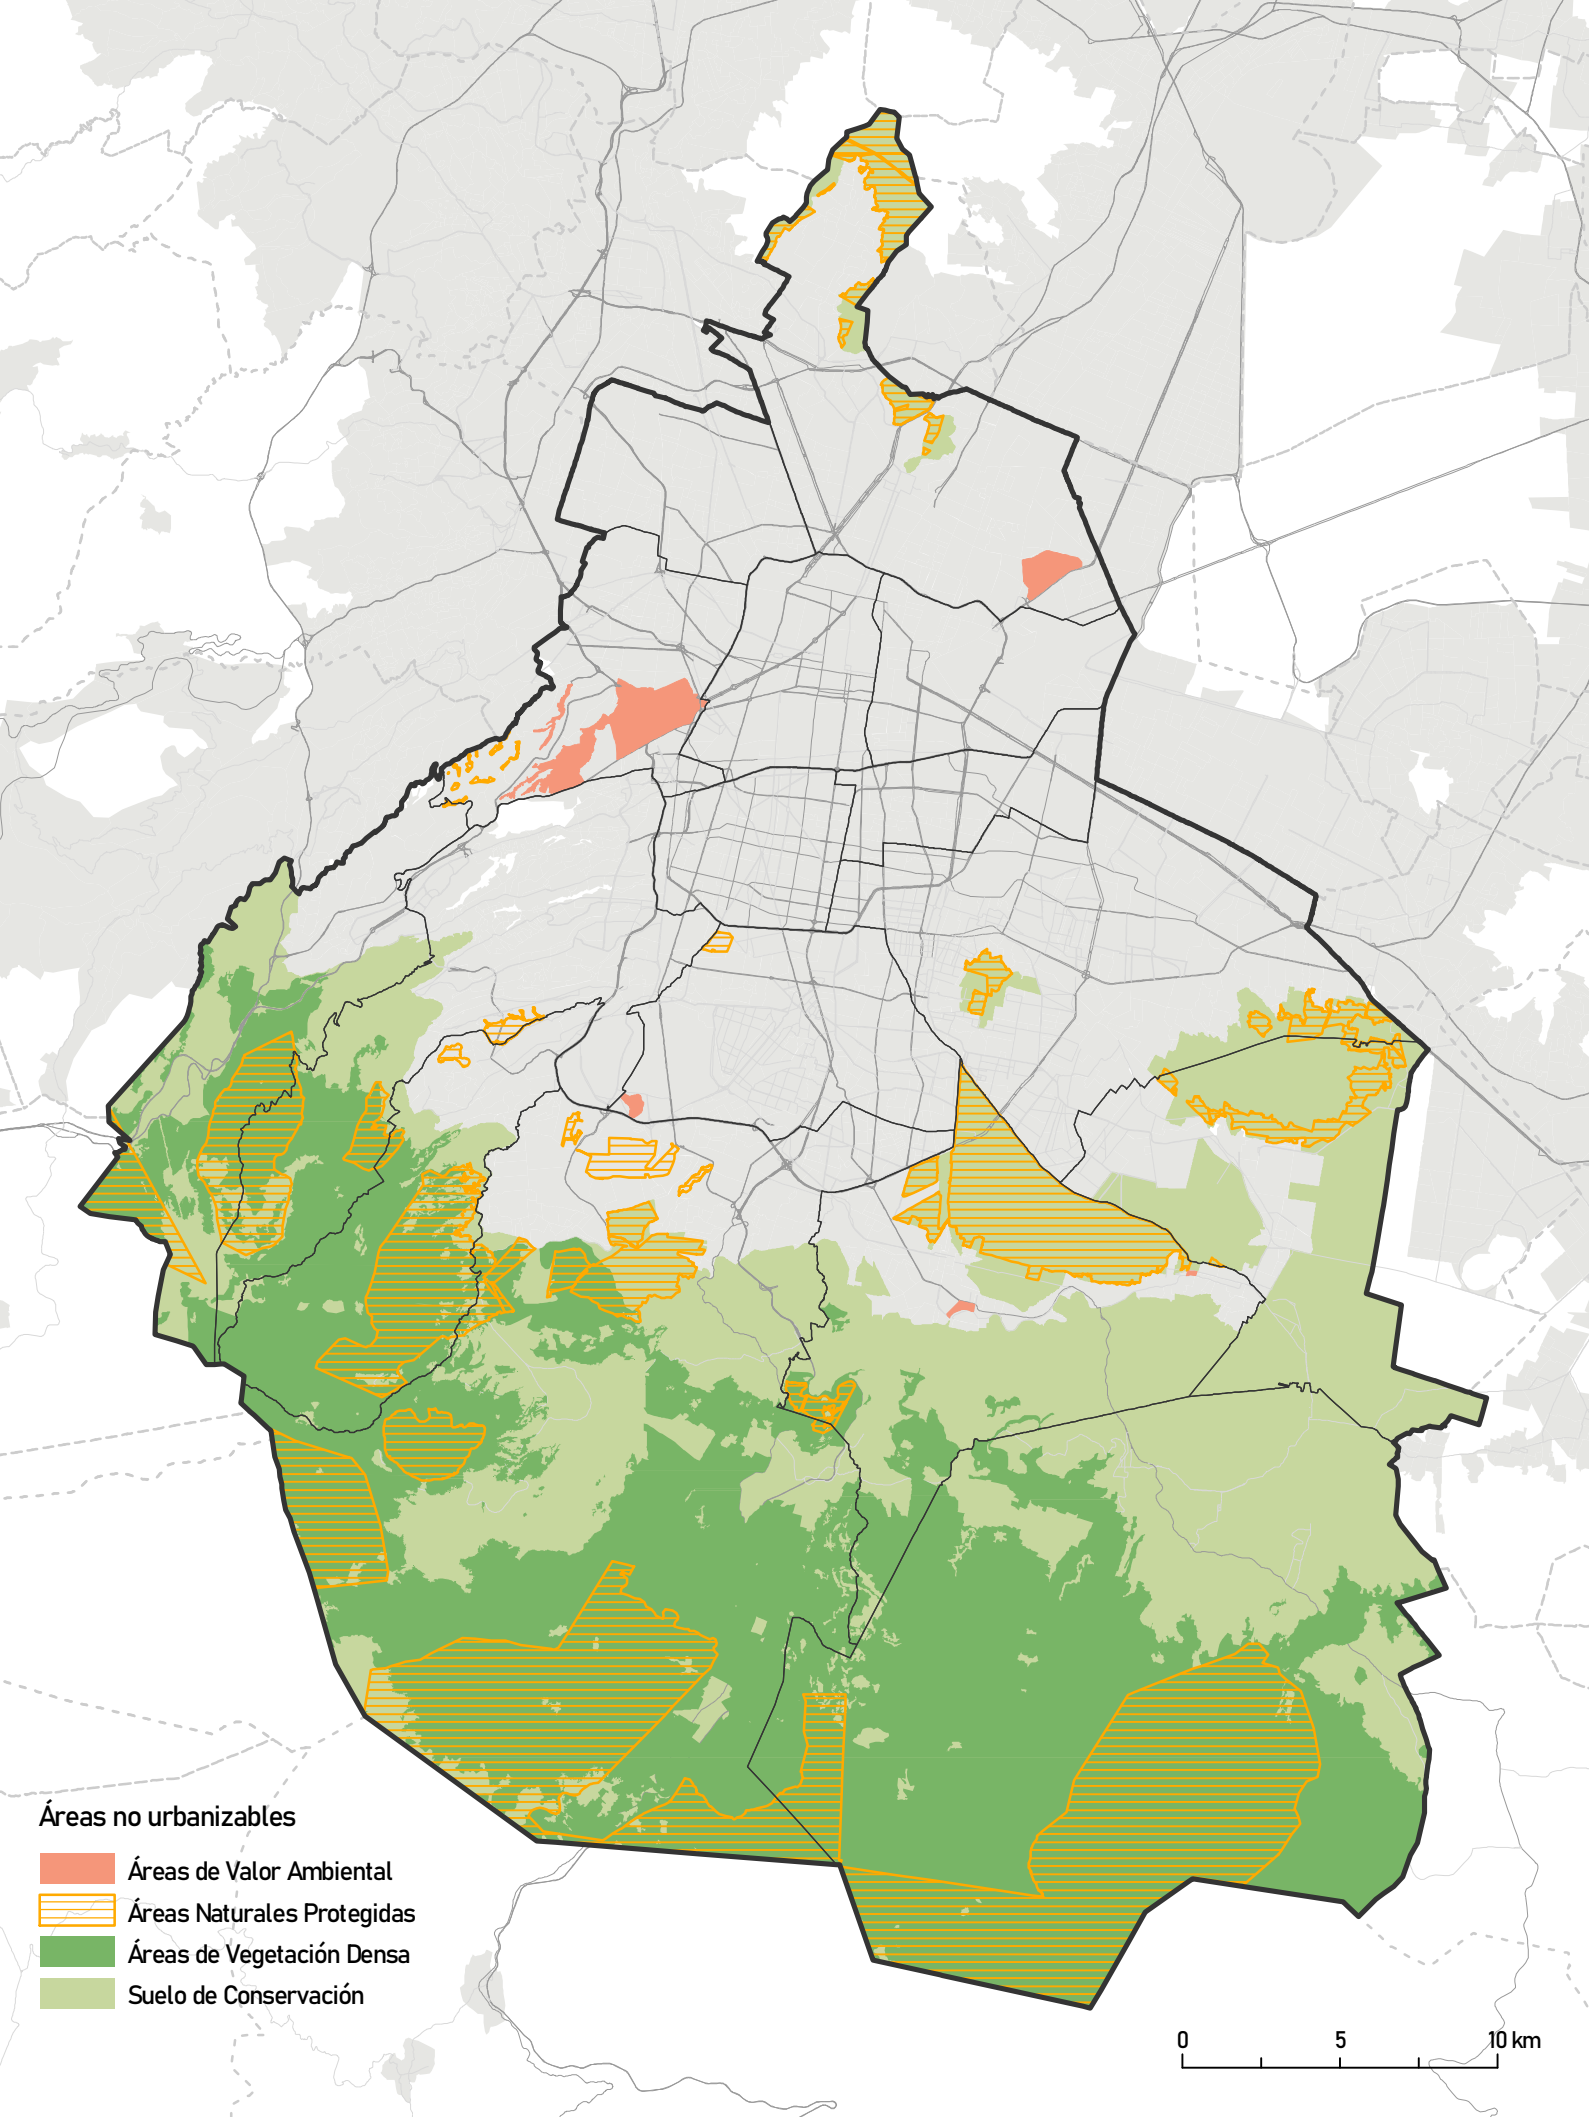 Áreas no urbanizables
Áreas de Valor Ambiental
Áreas Naturales Protegidas
Áreas de Vegetación Densa
Suelo de Conservación
0 5 10 km